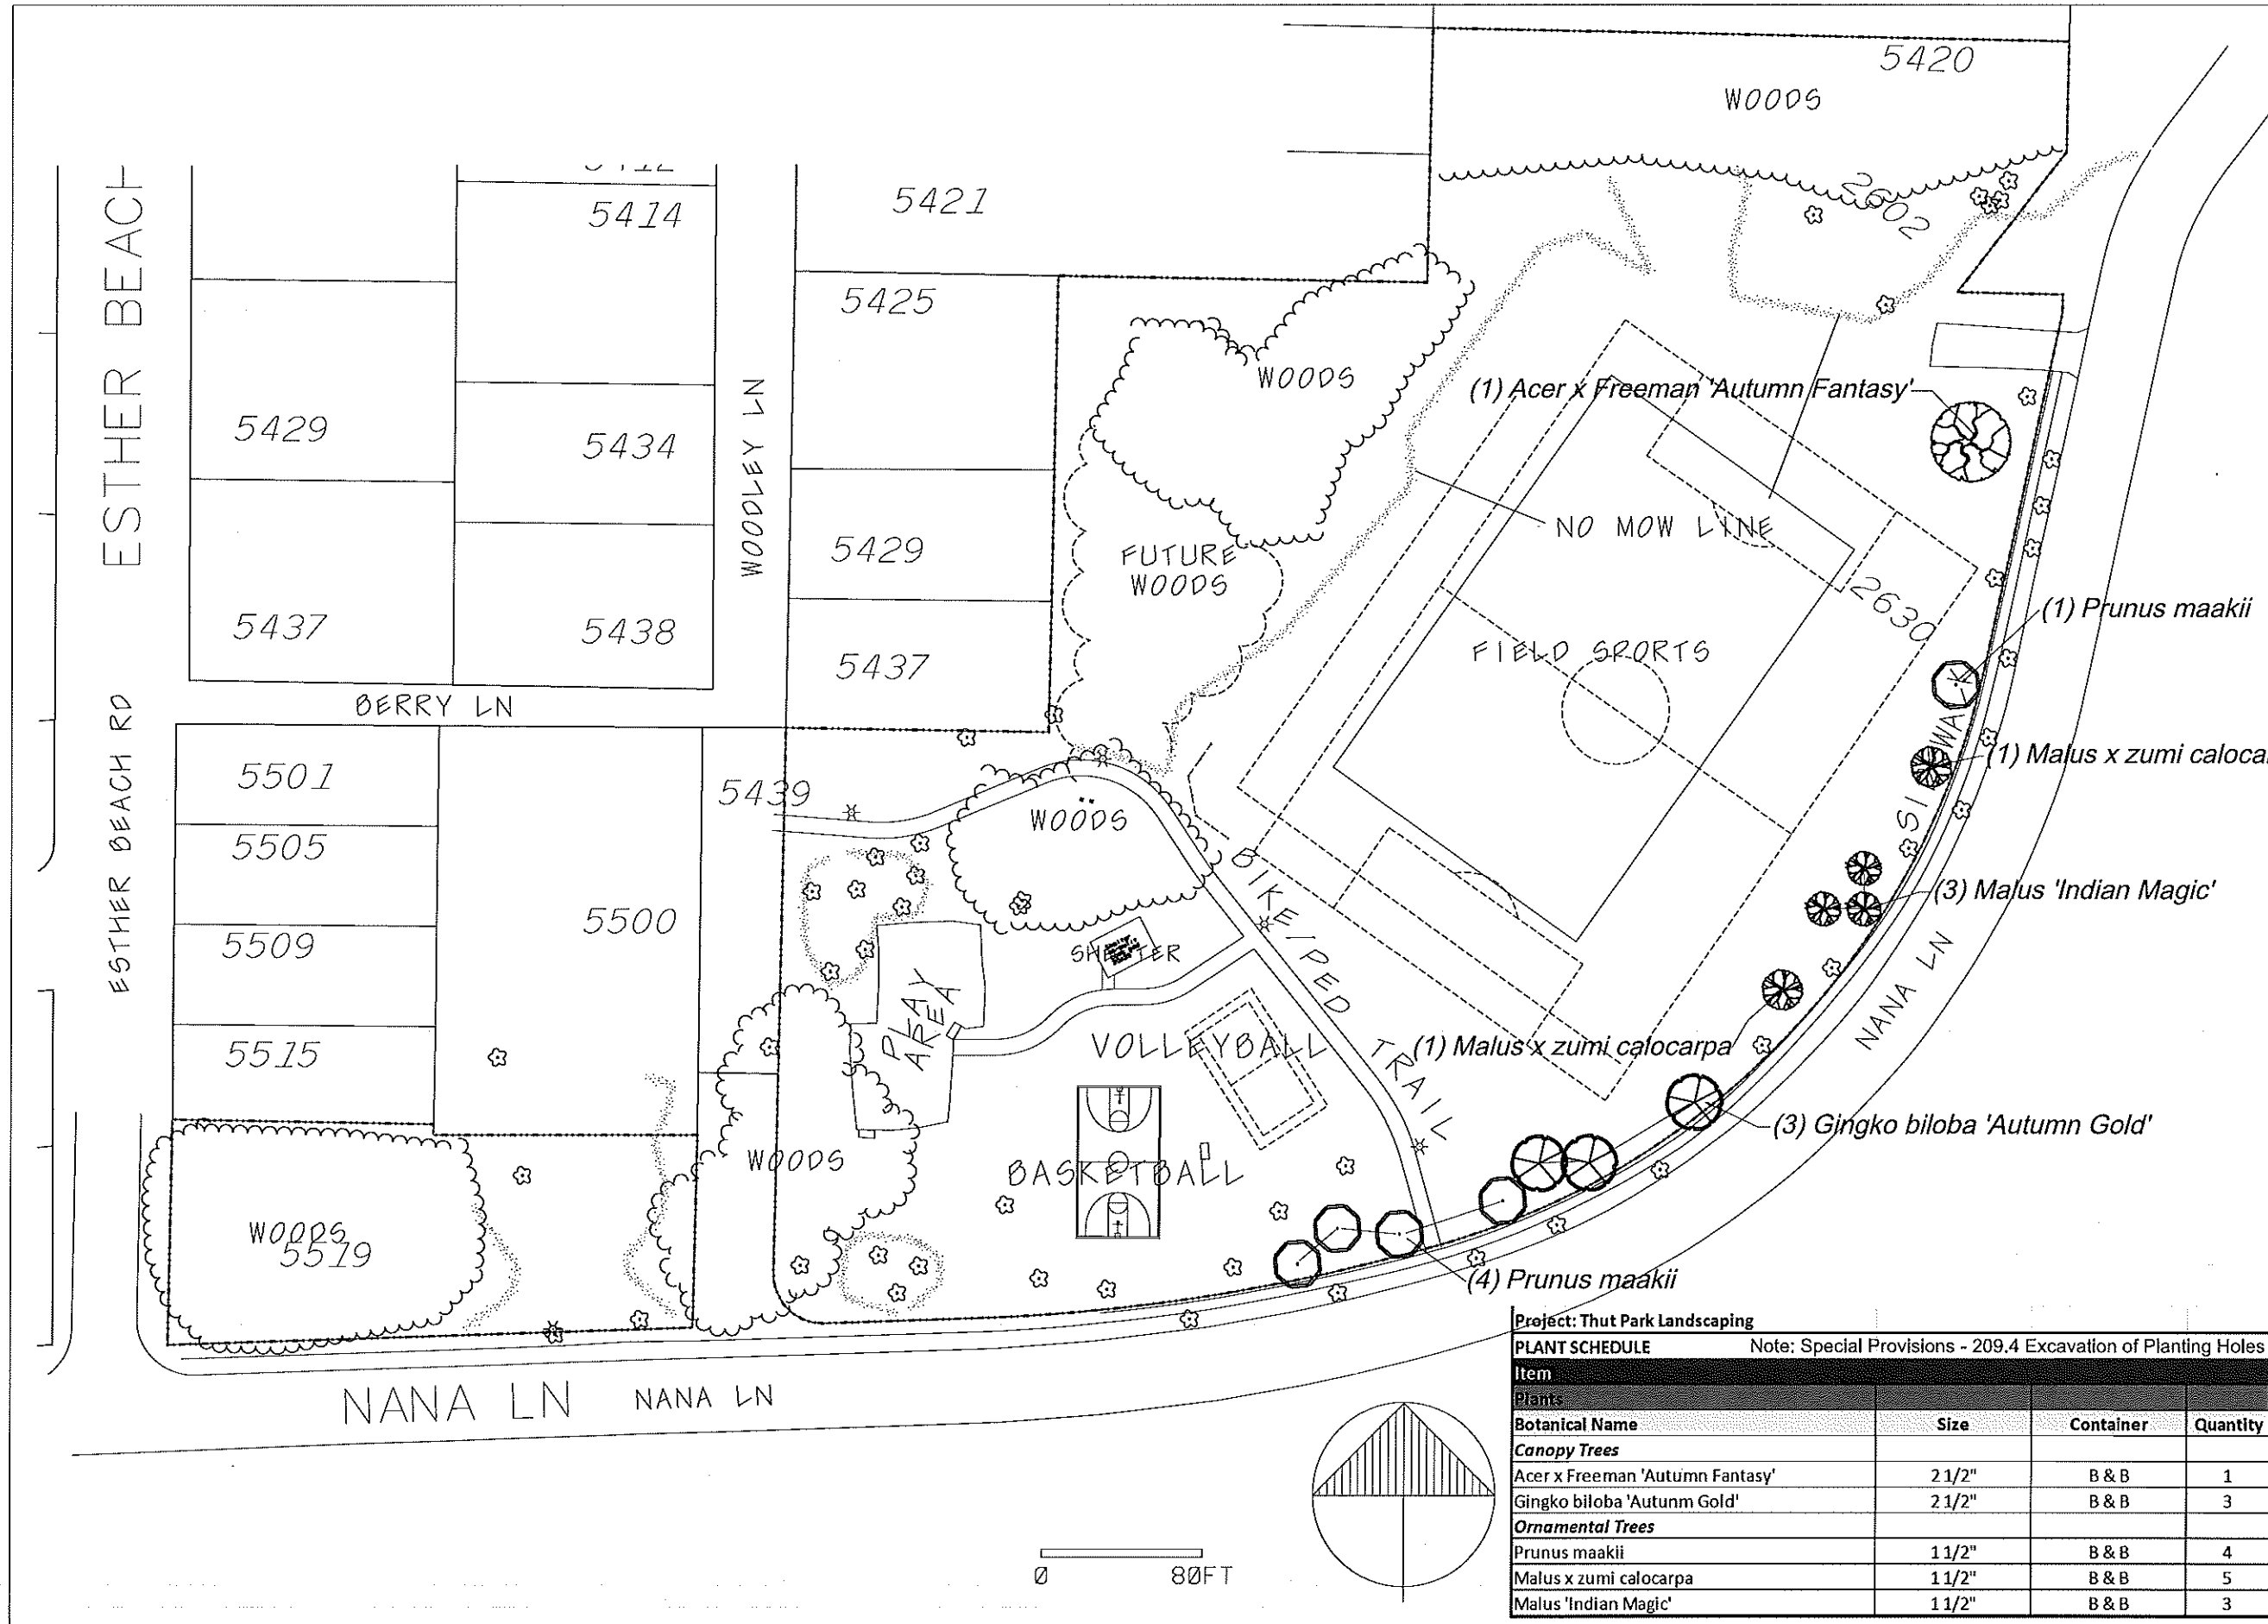 5420
WOODS
2602
5414
5421
5425
WOODS
ESTHER BEACH
5429
5434
WOODLEY LN
(1) Acer x Freeman 'Autumn Fantasy'
NO MOW LINE
5429
FUTURE
WOODS
5437
5438
5437
2630
(1) Prunus maakii
FIELD SPORTS
BERRY LN
ESTHER BEACH RD
5501
5439
WOODS
(1) Malus x zumi caloca
5505
5500
5509
(3) Malus 'Indian Magic'
SHELTER
BIKE/PED TRAIL
PLAY
AREA
NANA LN
5515
VOLLEYBALL
(1) Malus x zumi calocarpa
(3) Gingko biloba 'Autumn Gold'
WOODS
BASKETBALL
WOODS
5519
(4) Prunus maakii
NANA LN
NANA LN
0 80FT
Project: Thut Park Landscaping
PLANT SCHEDULE Note: Special Provisions - 209.4 Excavation of Planting Holes
Item
Plants
Botanical Name Size Container Quantity
Canopy Trees
Acer x Freeman 'Autumn Fantasy' 2 1/2" B & B 1
Gingko biloba 'Autunm Gold' 2 1/2" B & B 3
Ornamental Trees
Prunus maakii 1 1/2" B & B 4
Malus x zumi calocarpa 1 1/2" B & B 5
Malus 'Indian Magic' 1 1/2" B & B 3